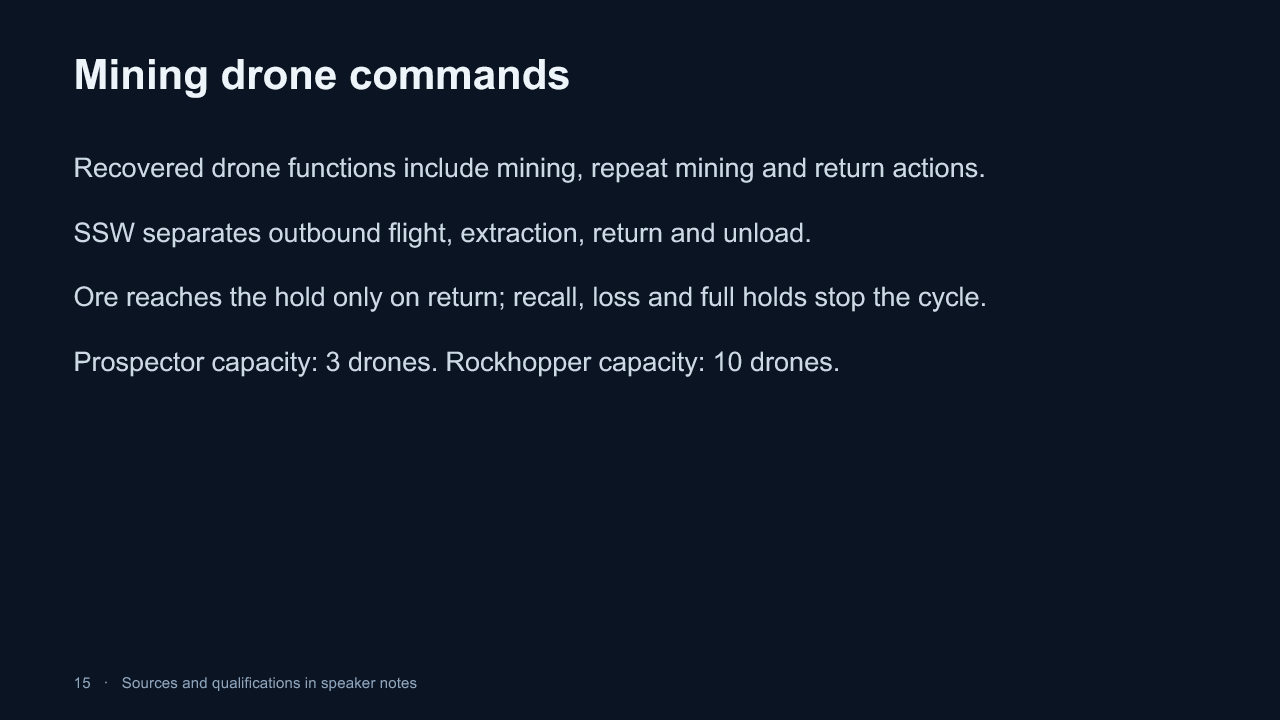 Mining drone commands
Recovered drone functions include mining, repeat mining and return actions.
SSW separates outbound flight, extraction, return and unload.
Ore reaches the hold only on return; recall, loss and full holds stop the cycle.
Prospector capacity: 3 drones. Rockhopper capacity: 10 drones.
15 · Sources and qualifications in speaker notes